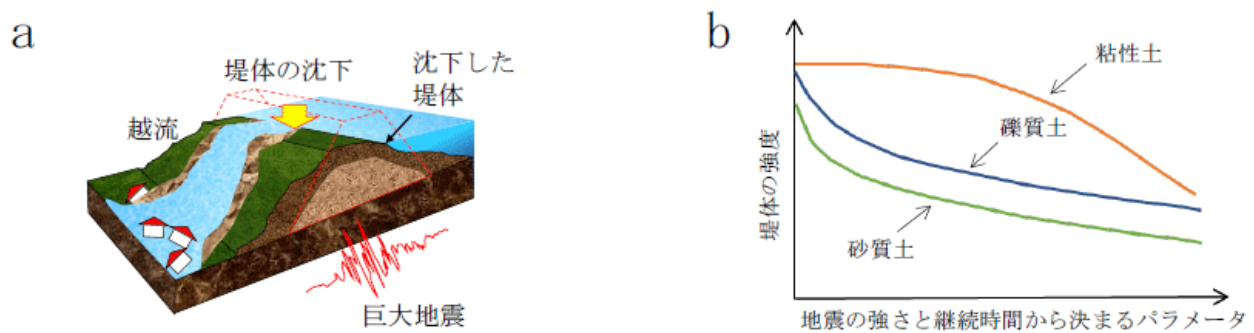 a
堤体の沈下
沈下した
堤体
越流
巨大地震
b
堤体の強度
粘性土
礫質土
砂質土
地震の強さと継続時間から決まるパラメータ